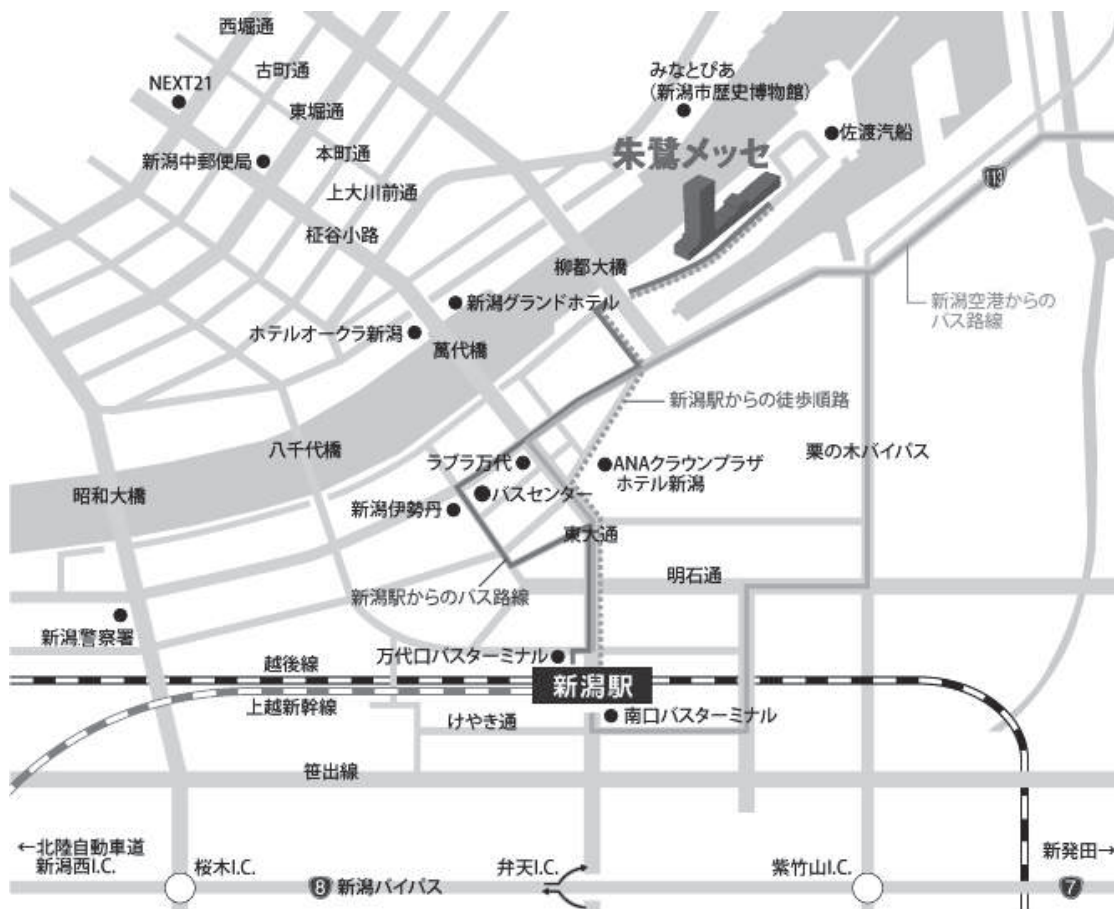 西堀通
NEXT21
古町通
東堀通
新潟中郵便局
本町通
上大川前通
柾谷小路
みなとぴあ
(新潟市歴史博物館)
佐渡汽船
朱鷺メッセ
113
柳都大橋
新潟グランドホテル
ホテルオークラ新潟
萬代橋
新潟空港からの
バス路線
新潟駅からの徒歩順路
八千代橋
昭和大橋
ラブラ万代
バスセンター
新潟伊勢丹
ANAクラウンプラザ
ホテル新潟
栗の木バイパス
東大通
明石通
新潟駅からのバス路線
新潟警察署
万代口バスターミナル
越後線
新潟駅
上越新幹線
南口バスターミナル
けやき通
笹出線
←北陸自動車道
新潟西I.C.
桜木I.C.
8 新潟バイパス
弁天I.C.
紫竹山I.C.
新発田→
7